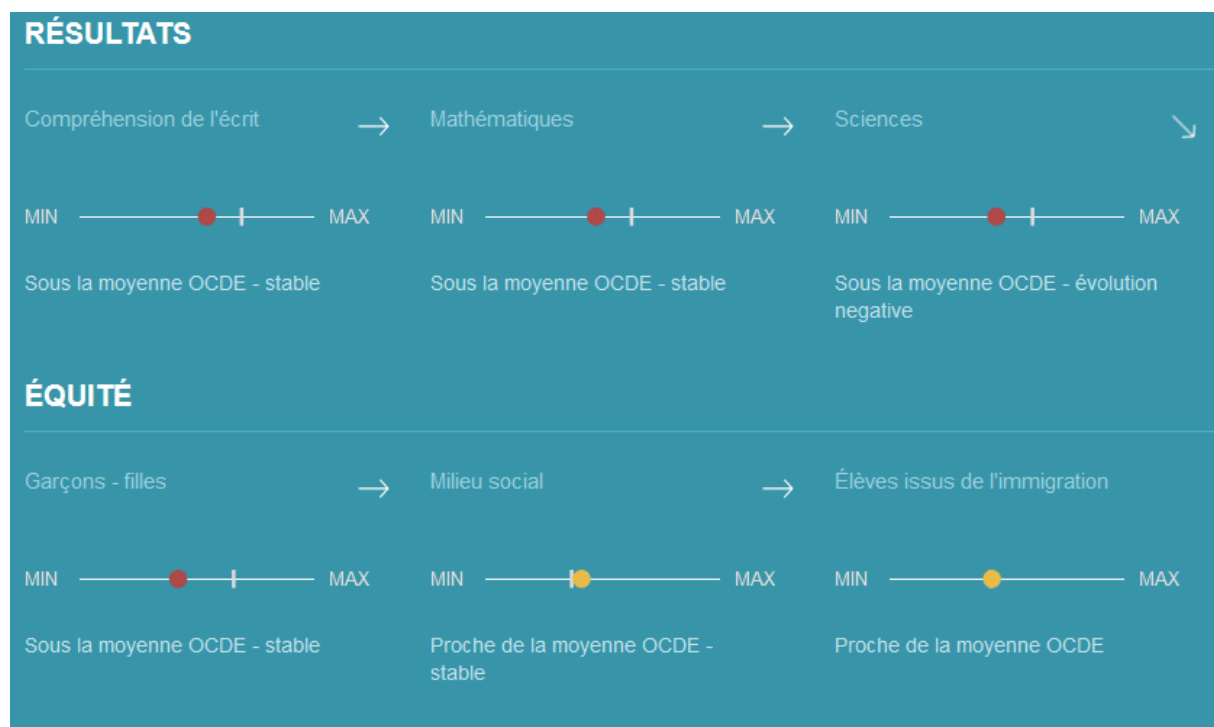 RÉSULTATS
Compréhension de l'écrit
Mathématiques
Sciences
MIN MAX
MIN MAX
MIN MAX
Sous la moyenne OCDE - stable
Sous la moyenne OCDE - stable
Sous la moyenne OCDE - évolution
negative
ÉQUITÉ
Garçons - filles
Milieu social
Élèves issus de l'immigration
MIN MAX
MIN MAX
MIN MAX
Sous la moyenne OCDE - stable
Proche de la moyenne OCDE -
stable
Proche de la moyenne OCDE